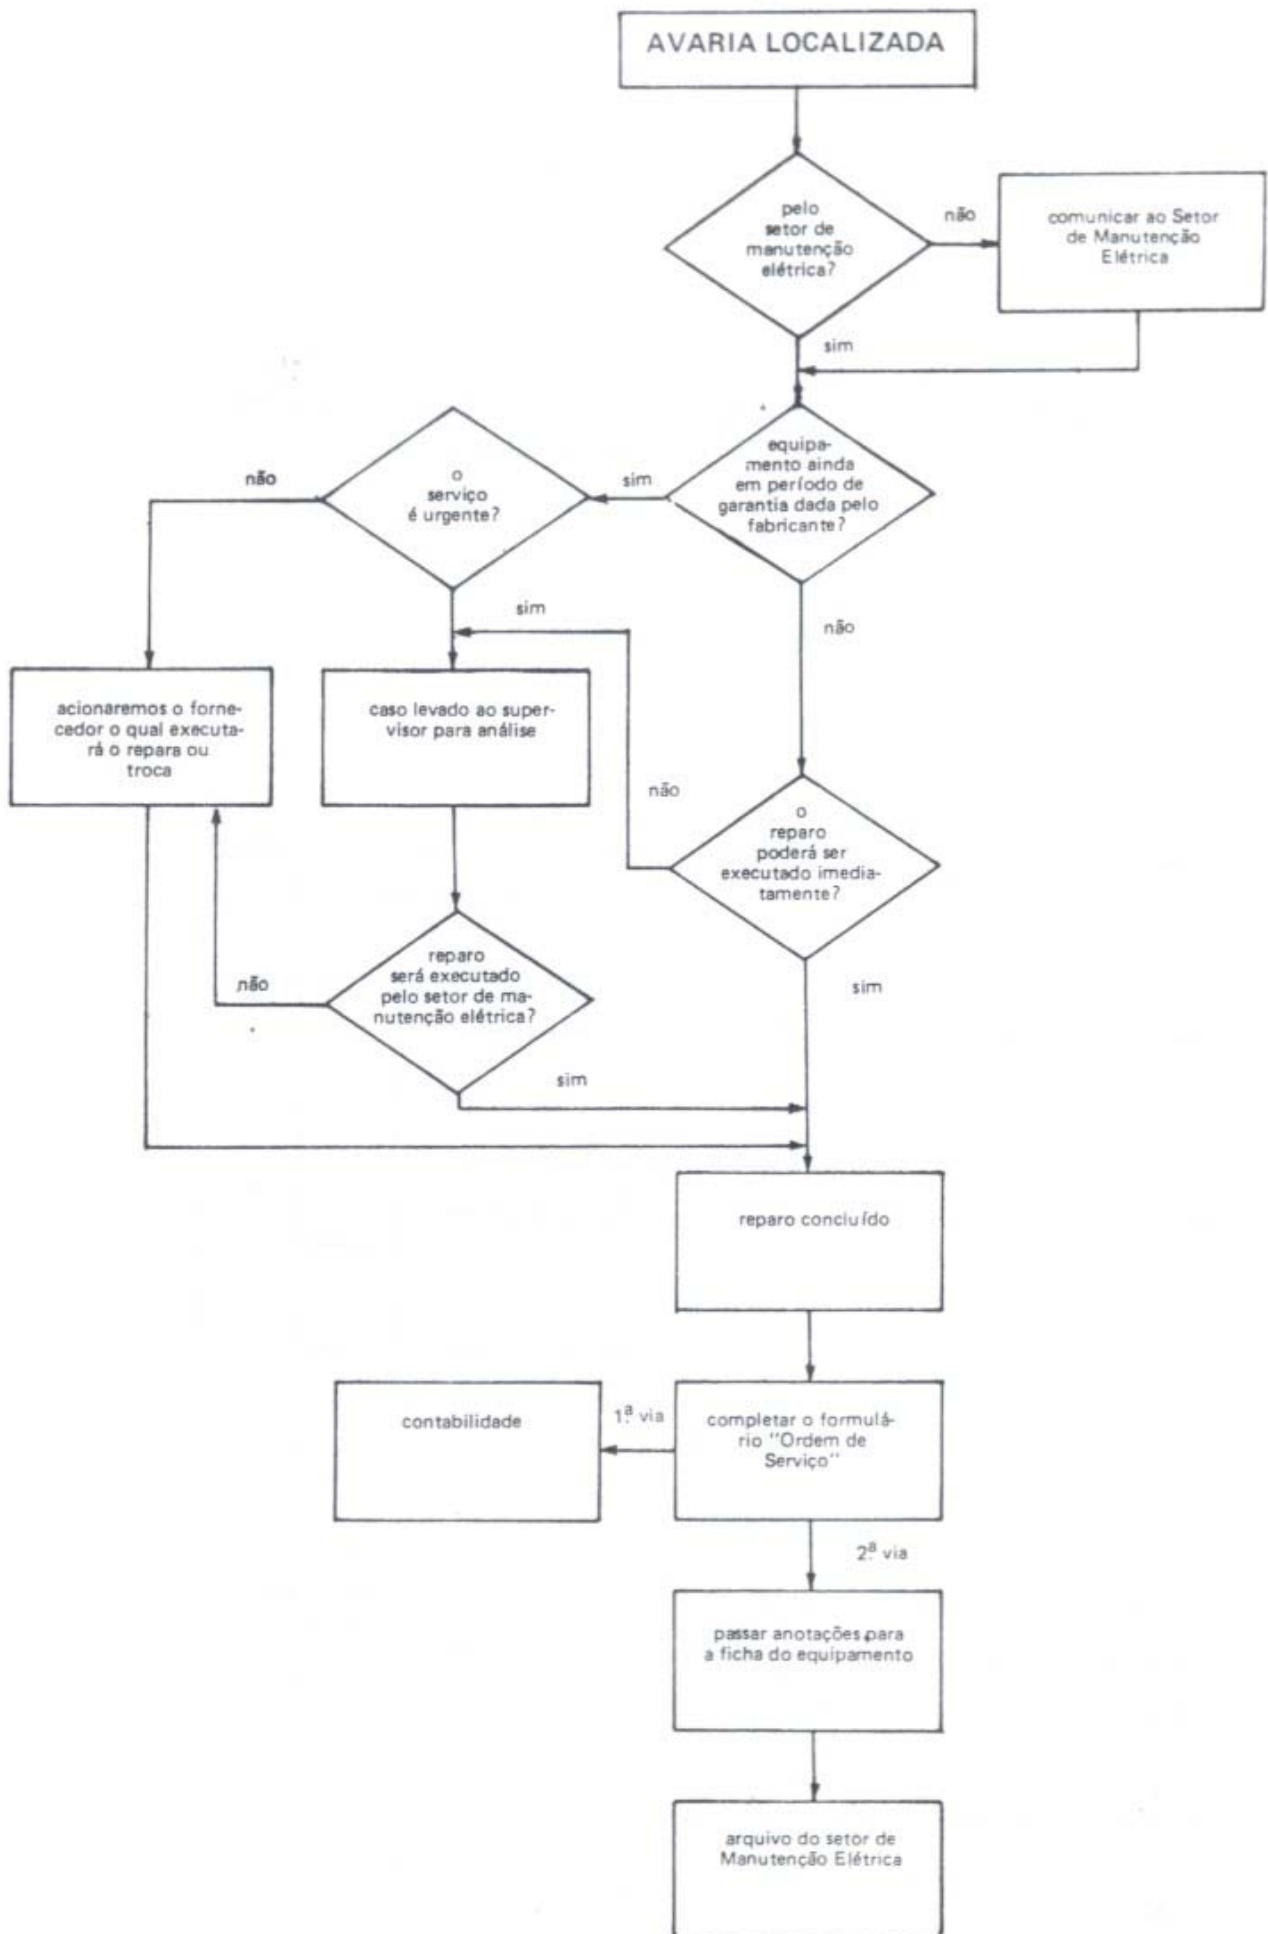 AVARIA LOCALIZADA
pelo
setor de
manutenção
elétrica?
não
comunicar ao Setor
de Manutenção
Elétrica
sim
equipa-
mento ainda
em período de
garantia dada pelo
fabricante?
sim
o
serviço
é urgente?
não
sim
não
acionaremos o forne-
cedor o qual executa-
rá o repara ou
troca
caso levado ao super-
visor para análise
não
o
reparo
poderá ser
executado imedia-
tamente?
reparo
será executado
pelo setor de ma-
nutenção elétrica?
não
sim
sim
reparo concluído
contabilidade
1ª via
completar o formulá-
rio "Ordem de
Serviço"
2ª via
passar anotações para
a ficha do equipamento
arquivo do setor de
Manutenção Elétrica